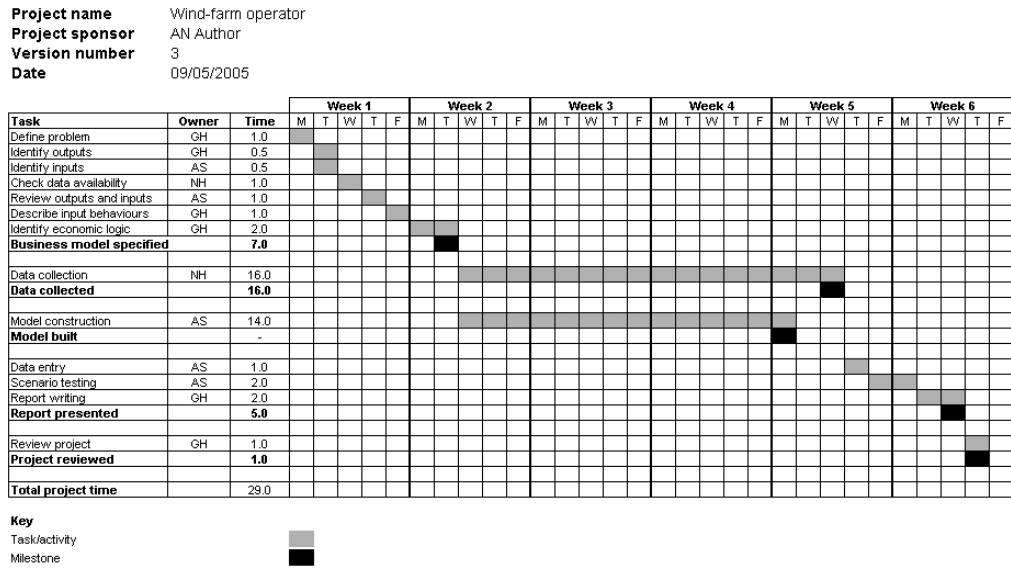 Project name Wind-farm operator
Project sponsor AN Author
Version number 3
Date 09/05/2005
Week 1 Week 2 Week 3 Week 4 Week 5 Week 6
Task Owner Time M T W T F M T W T F M T W T F M T W T F M T W T F M T W T F
Define problem GH 1.0
Identify outputs GH 0.5
Identify inputs AS 0.5
Check data availability NH 1.0
Review outputs and inputs AS 1.0
Describe input behaviours GH 1.0
Identify economic logic GH 2.0
Business model specified 7.0
Data collection NH 16.0
Data collected 16.0
Model construction AS 14.0
Model built -
Data entry AS 1.0
Scenario testing AS 2.0
Report writing GH 2.0
Report presented 5.0
Review project GH 1.0
Project reviewed 1.0
Total project time 29.0
Key
Task/activity
Milestone